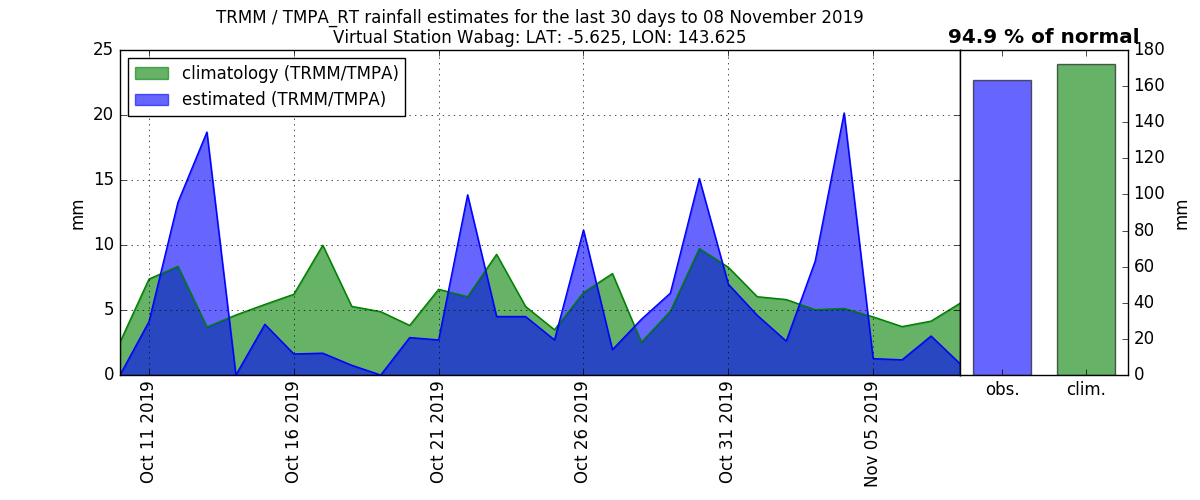 TRMM / TMPA_RT rainfall estimates for the last 30 days to 08 November 2019
Virtual Station Wabag: LAT: -5.625, LON: 143.625
94.9 % of normal
climatology (TRMM/TMPA)
estimated (TRMM/TMPA)
25
20
15
10
5
0
mm
Oct 11 2019
Oct 16 2019
Oct 21 2019
Oct 26 2019
Oct 31 2019
Nov 05 2019
180
160
140
120
100
80
60
40
20
0
mm
obs.
clim.